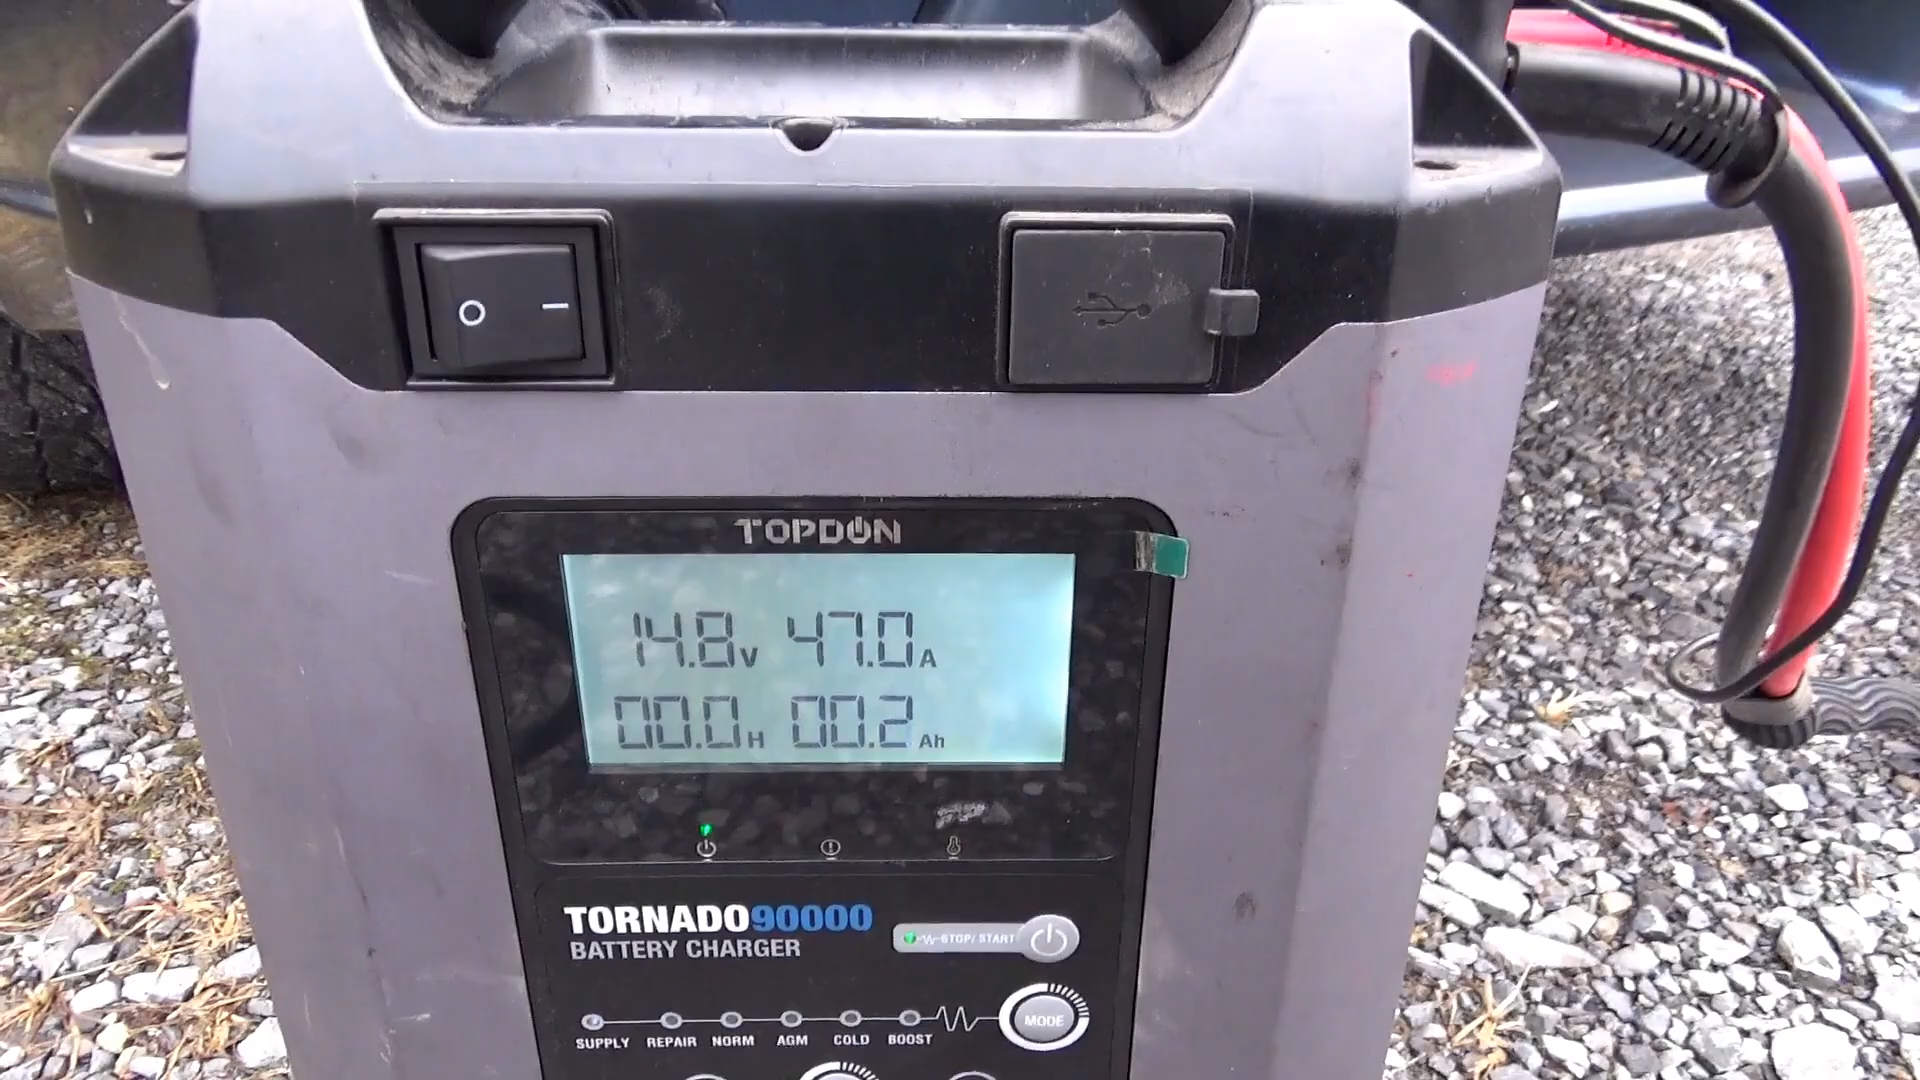 O I
TOPDON
14.8V 47.0A
00.0H 00.2Ah
TORNADO90000
BATTERY CHARGER
STOP/ START
SUPPLY REPAIR NORM AGM COLD BOOST MODE